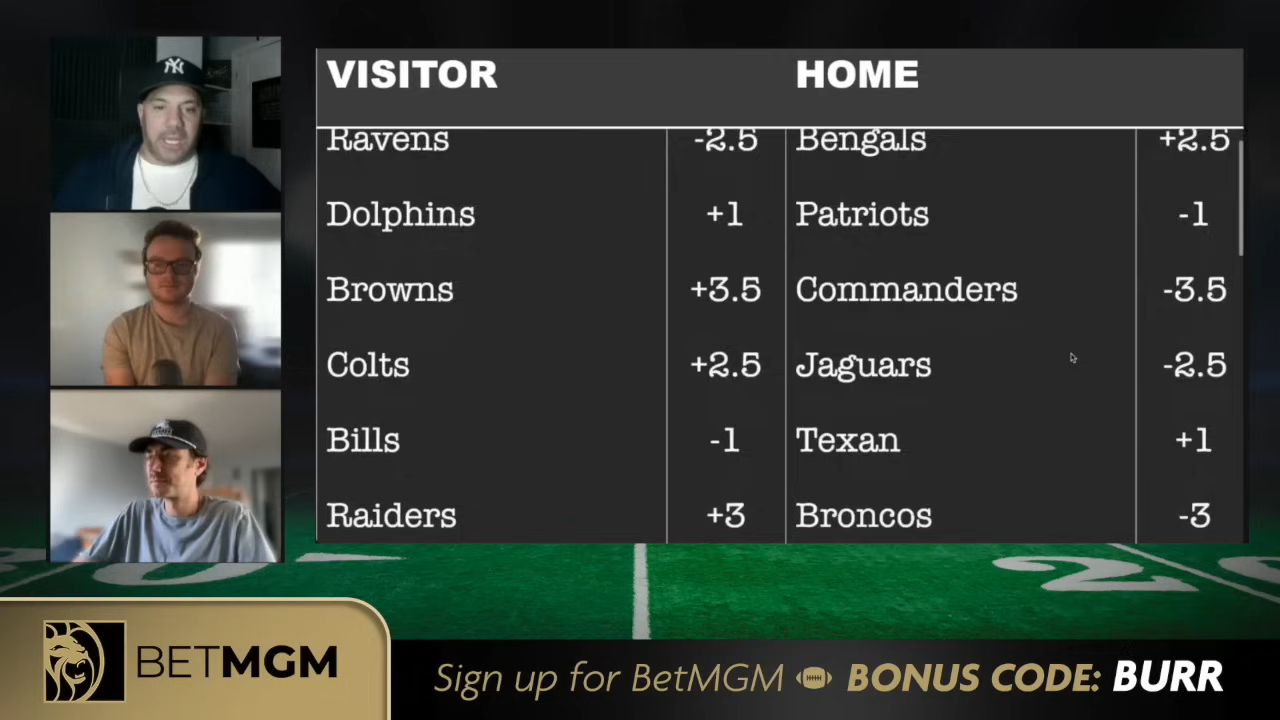 VISITOR HOME
Ravens -2.5 Bengals +2.5
Dolphins +1 Patriots -1
Browns +3.5 Commanders -3.5
Colts +2.5 Jaguars -2.5
Bills -1 Texan +1
Raiders +3 Broncos -3
2
BETMGM
Sign up for BetMGM BONUS CODE: BURR